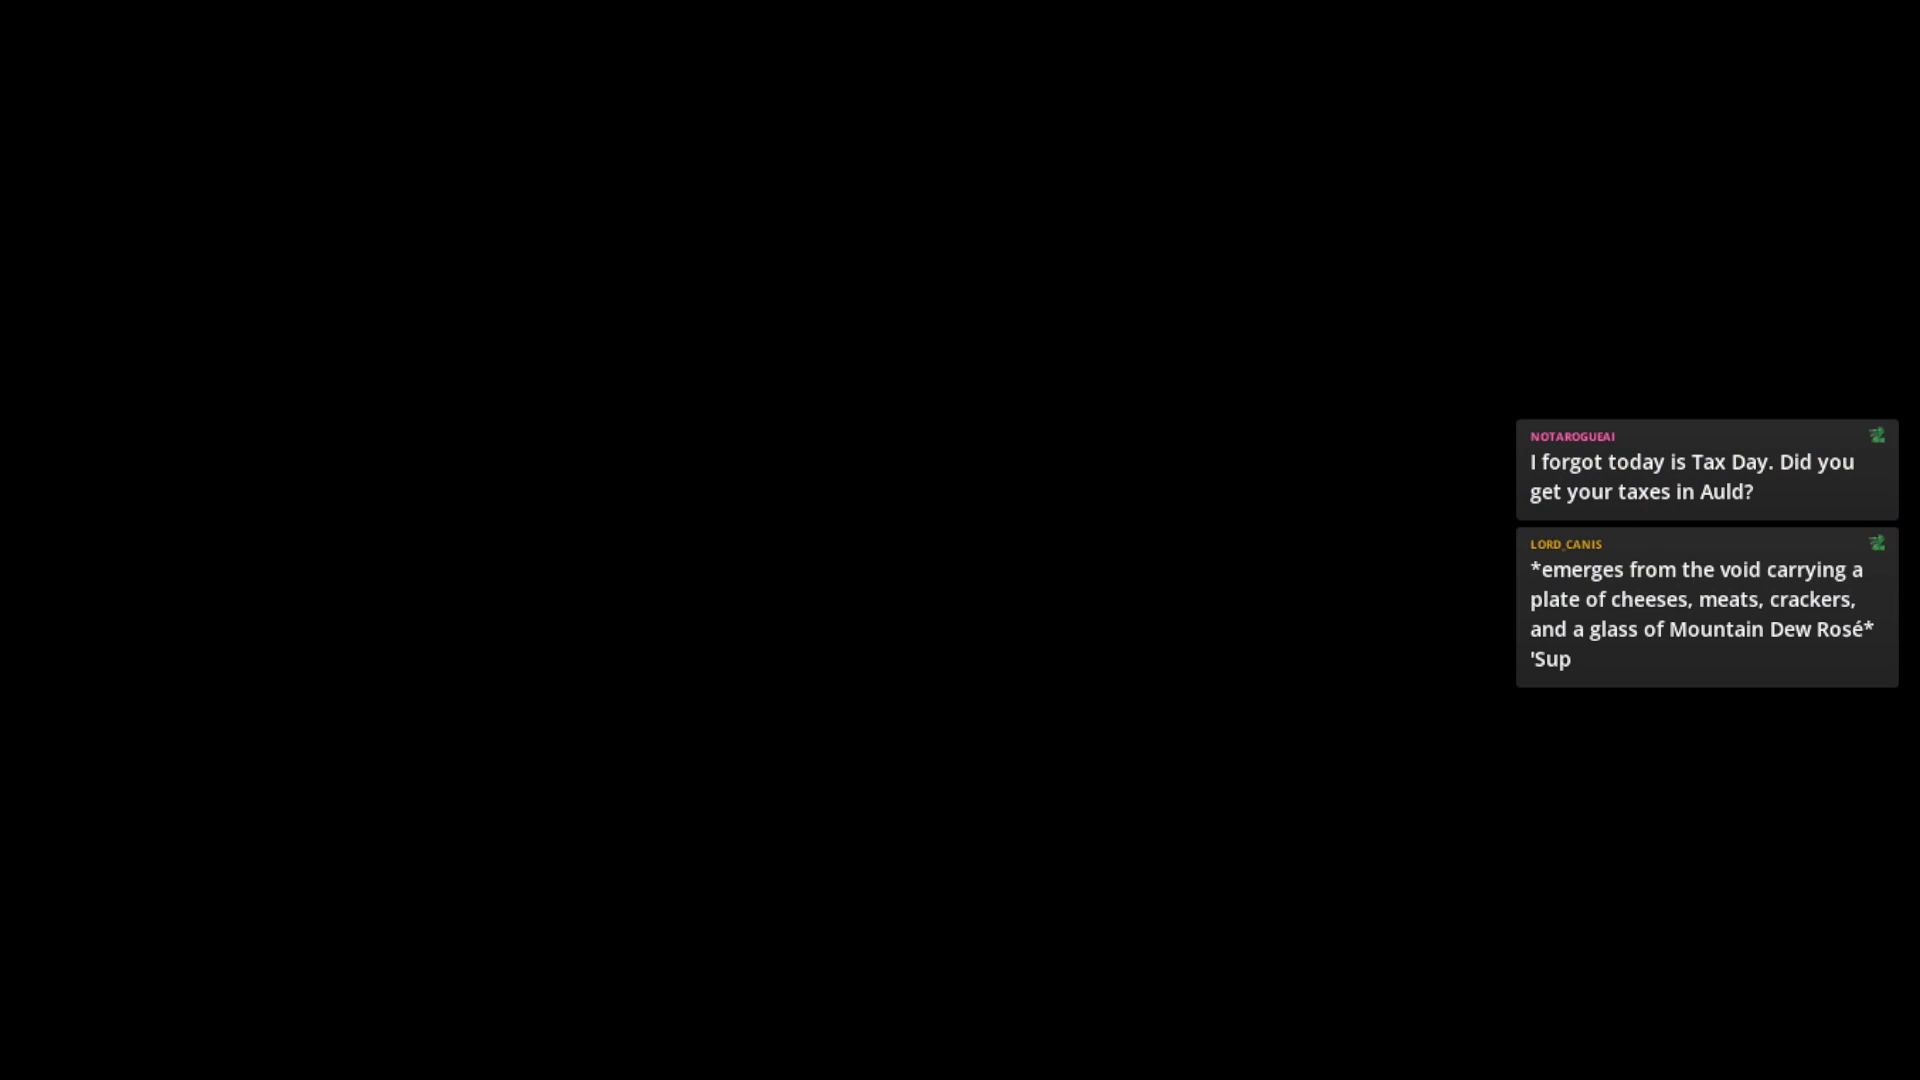 NOTAROGUEAI
I forgot today is Tax Day. Did you
get your taxes in Auld?
LORD_CANIS
*emerges from the void carrying a
plate of cheeses, meats, crackers,
and a glass of Mountain Dew Rosé*
'Sup